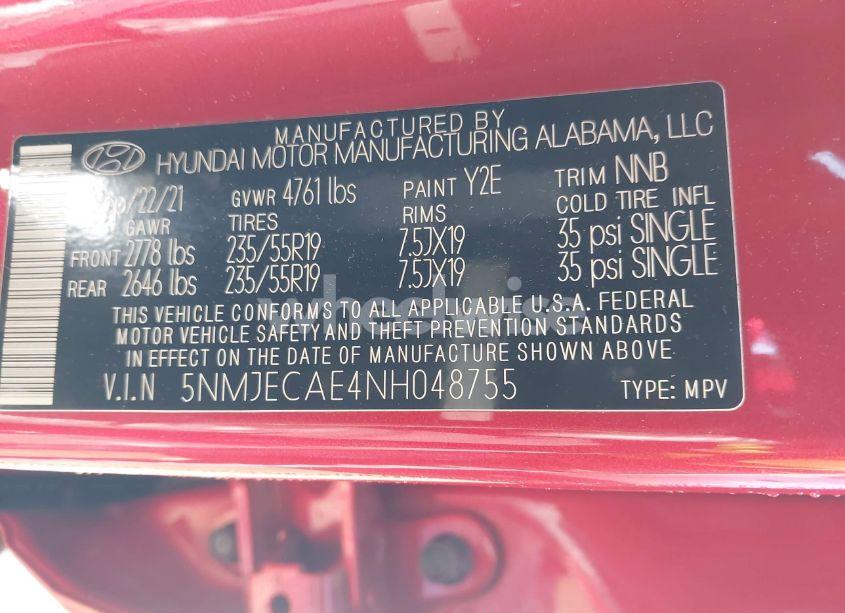 MANUFACTURED BY
HYUNDAI MOTOR MANUFACTURING ALABAMA, LLC
/22/21 GVWR 4761 lbs PAINT Y2E TRIM NNB
GAWR TIRES RIMS COLD TIRE INFL
FRONT 2778 lbs 235/55R19 7.5JX19 35 psi SINGLE
REAR 2646 lbs 235/55R19 7.5JX19 35 psi SINGLE
THIS VEHICLE CONFORMS TO ALL APPLICABLE U.S.A. FEDERAL
MOTOR VEHICLE SAFETY AND THEFT PREVENTION STANDARDS
IN EFFECT ON THE DATE OF MANUFACTURE SHOWN ABOVE.
V.I.N 5NMJECAE4NH048755 TYPE: MPV